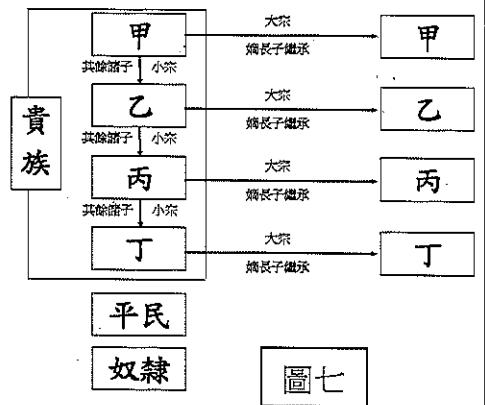 甲
大宗
嫡長子繼承
甲
其餘諸子 小宗
乙
大宗
嫡長子繼承
乙
其餘諸子 小宗
貴族
丙
大宗
嫡長子繼承
丙
其餘諸子 小宗
丁
大宗
嫡長子繼承
丁
平民
奴隸
圖七